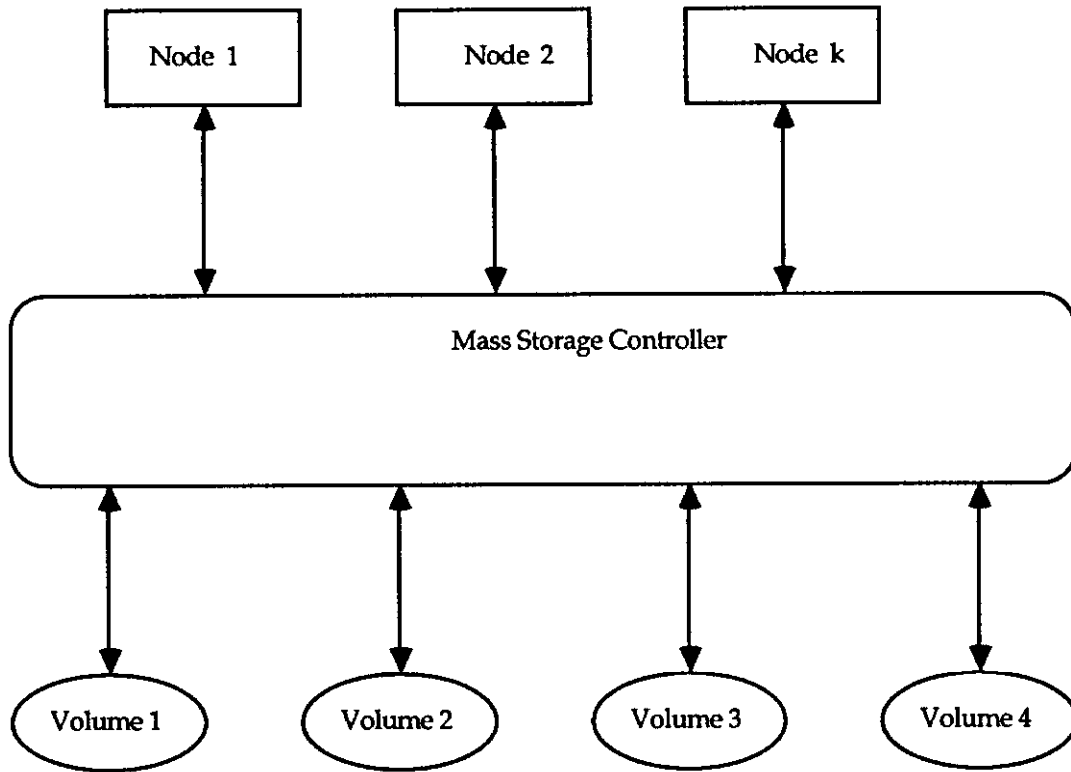 Node 1
Node 2
Node k
Mass Storage Controller
Volume 1
Volume 2
Volume 3
Volume 4